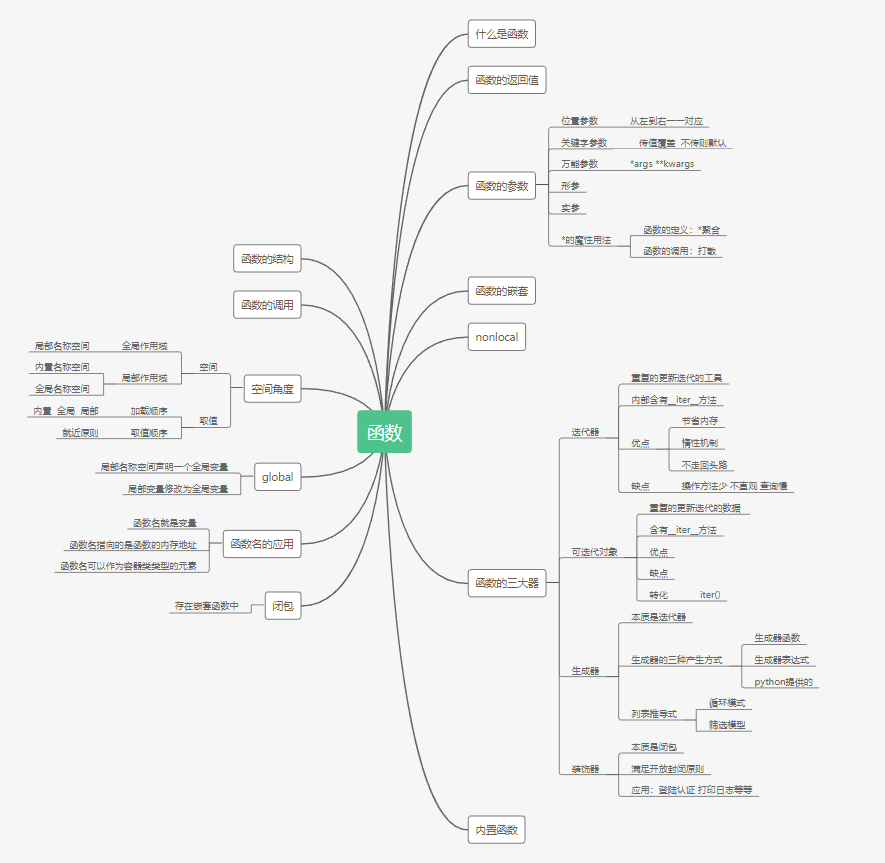 函数
什么是函数
函数的返回值
函数的参数
位置参数 从左到右一一对应
关键字参数 传值覆盖 不传则默认
万能参数 *args **kwargs
形参
实参
*的魔性用法
函数的定义：*聚合
函数的调用：打散
函数的嵌套
nonlocal
函数的三大器
迭代器
重复的更新迭代的工具
内部含有__iter__方法
优点
节省内存
惰性机制
不走回头路
缺点 操作方法少 不直观 查询慢
可迭代对象
重复的更新迭代的数据
含有__iter__方法
优点
缺点
转化 iter()
生成器
本质是迭代器
生成器的三种产生方式
生成器函数
生成器表达式
python提供的
列表推导式
循环模式
筛选模型
装饰器
本质是闭包
满足开放封闭原则
应用：登陆认证 打印日志等等
内置函数
函数的结构
函数的调用
空间角度
空间
局部名称空间 全局作用域
局部作用域
内置名称空间
全局名称空间
取值
内置 全局 局部 加载顺序
就近原则 取值顺序
global
局部名称空间声明一个全局变量
局部变量修改为全局变量
函数名的应用
函数名就是变量
函数名指向的是函数的内存地址
函数名可以作为容器类类型的元素
闭包
存在嵌套函数中